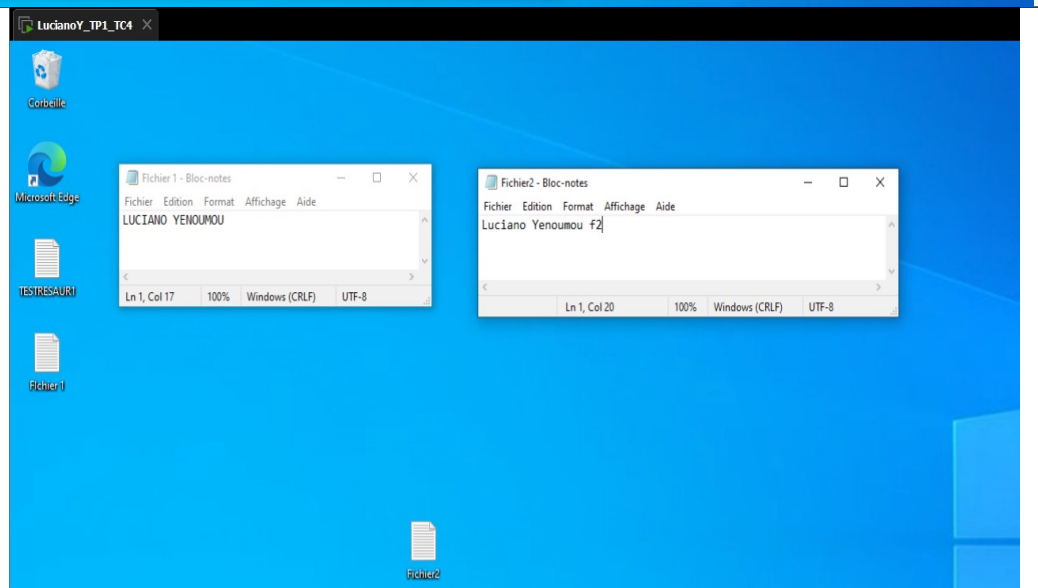 LucianoY_TP1_TC4
Corbeille
Microsoft Edge
TESTRESAUR1
FIchier 1
FIchier 1 - Bloc-notes
Fichier Edition Format Affichage Aide
LUCIANO YENOUMOU
Ln 1, Col 17 100% Windows (CRLF) UTF-8
Fichier2 - Bloc-notes
Fichier Edition Format Affichage Aide
Luciano Yenoumou f2
Ln 1, Col 20 100% Windows (CRLF) UTF-8
Fichier2